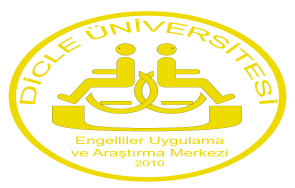 DİCLE ÜNİVERSİTESİ
Engelliler Uygulama
ve Araştırma Merkezi
2010